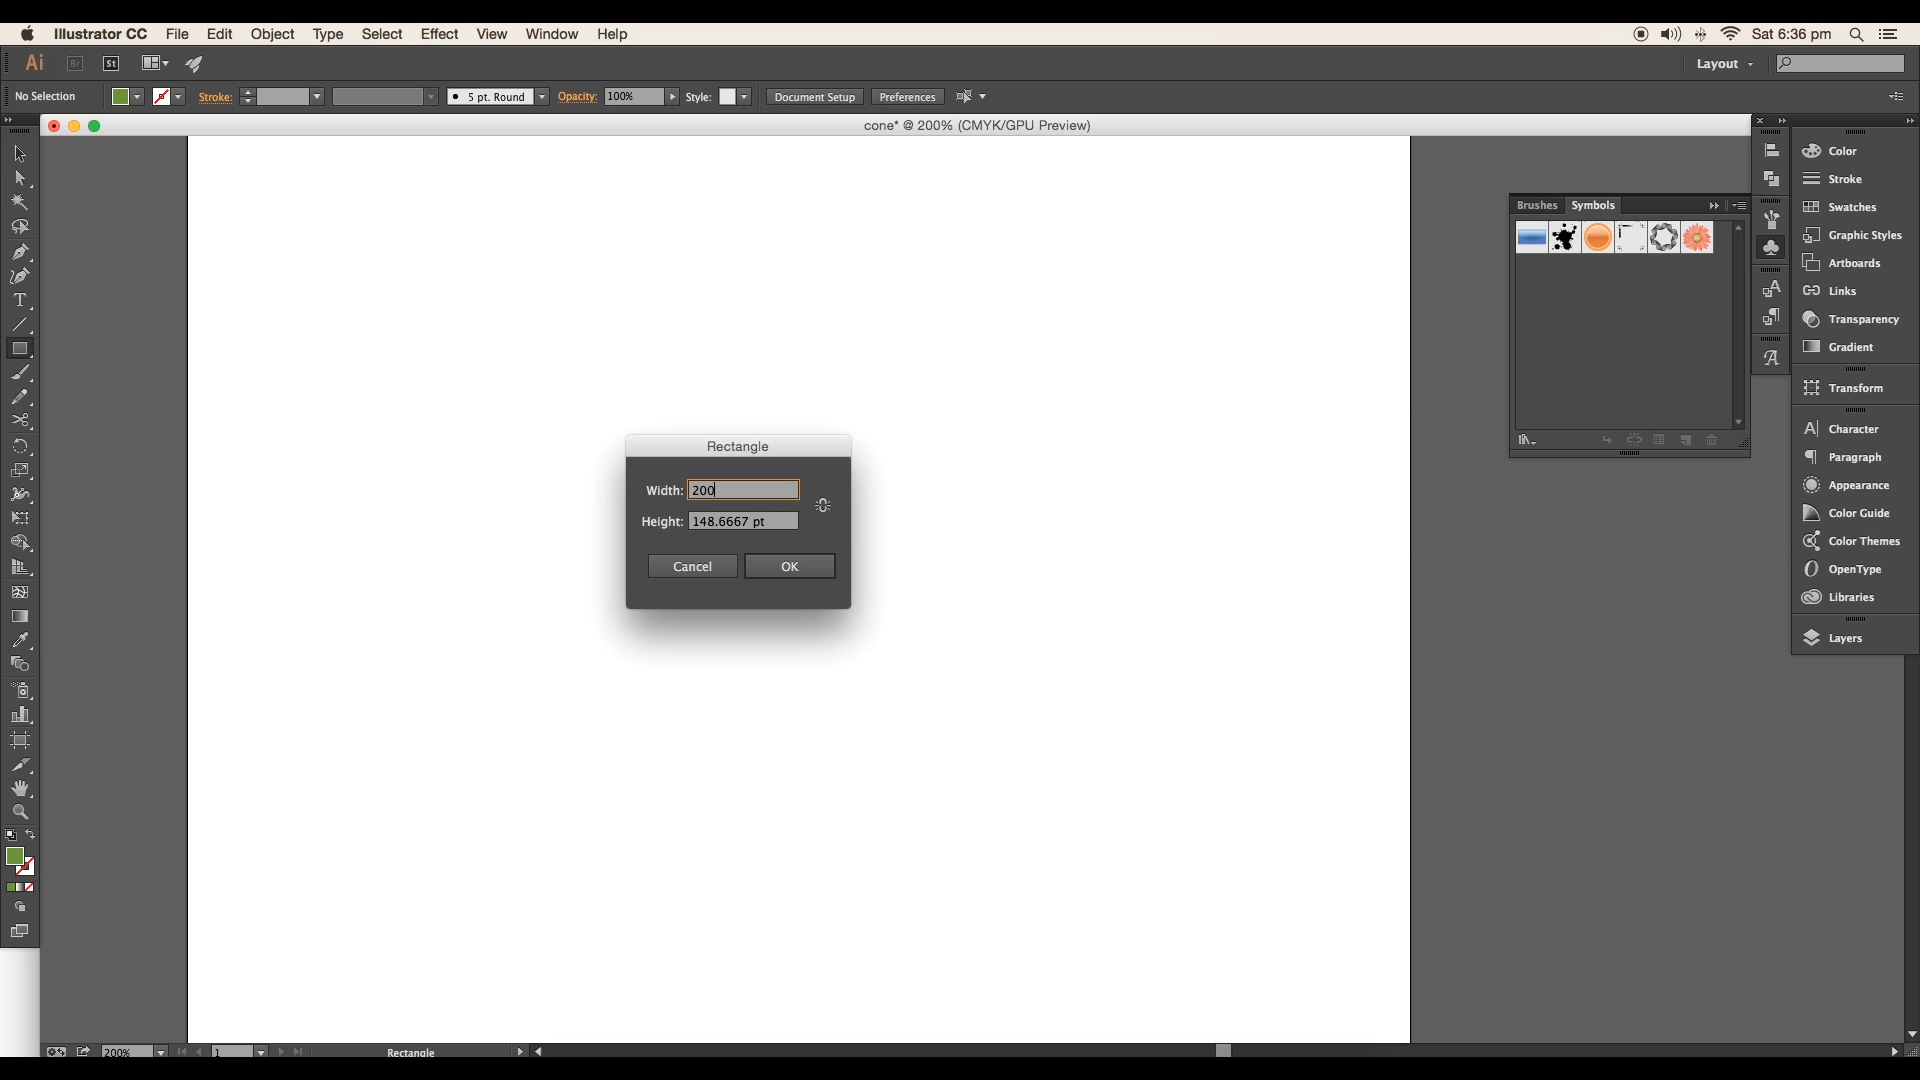 Illustrator CC File Edit Object Type Select Effect View Window Help Sat 6:36 pm
Ai Br St Layout
No Selection Stroke: 5 pt. Round Opacity: 100% Style: Document Setup Preferences
cone* @ 200% (CMYK/GPU Preview)
Brushes Symbols
Color
Stroke
Swatches
Graphic Styles
Artboards
Links
Transparency
Gradient
Transform
Character
Paragraph
Appearance
Color Guide
Color Themes
OpenType
Libraries
Layers
Rectangle
Width: 200
Height: 148.6667 pt
Cancel OK
200% 1 Rectangle